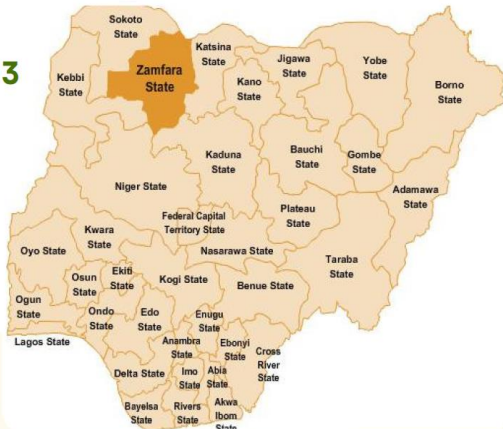 Sokoto
State
3
Zamfara
State
Katsina
State
Jigawa
State
Yobe
State
Borno
State
Kebbi
State
Kano
State
Kaduna
State
Bauchi
State
Gombe
State
Adamawa
State
Niger State
Federal Capital
Territory State
Plateau
State
Kwara
State
Oyo State
Nasarawa State
Taraba
State
Osun
State
Ekiti
State
Kogi State
Benue State
Ogun
State
Ondo
State
Edo
State
Enugu
State
Lagos State
Anambra
State
Ebonyi
State
Cross
River
State
Delta State
Imo
State
Abia
State
Bayelsa
State
Rivers
State
Akwa
Ibom
State